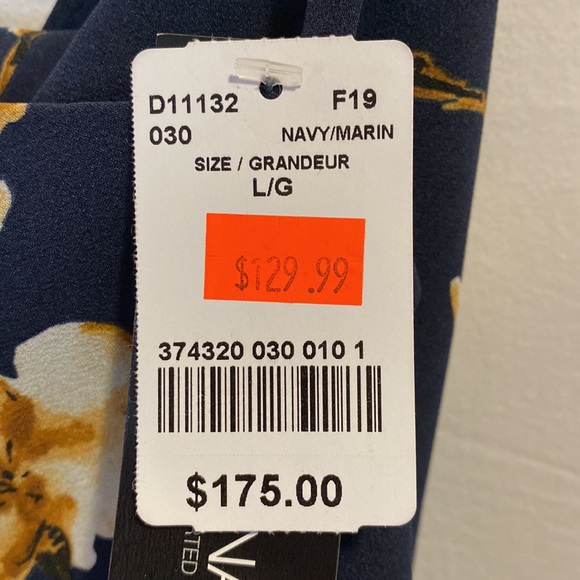 D11132 F19
030 NAVY/MARIN
SIZE / GRANDEUR
L/G
$129.99
374320 030 010 1
$175.00